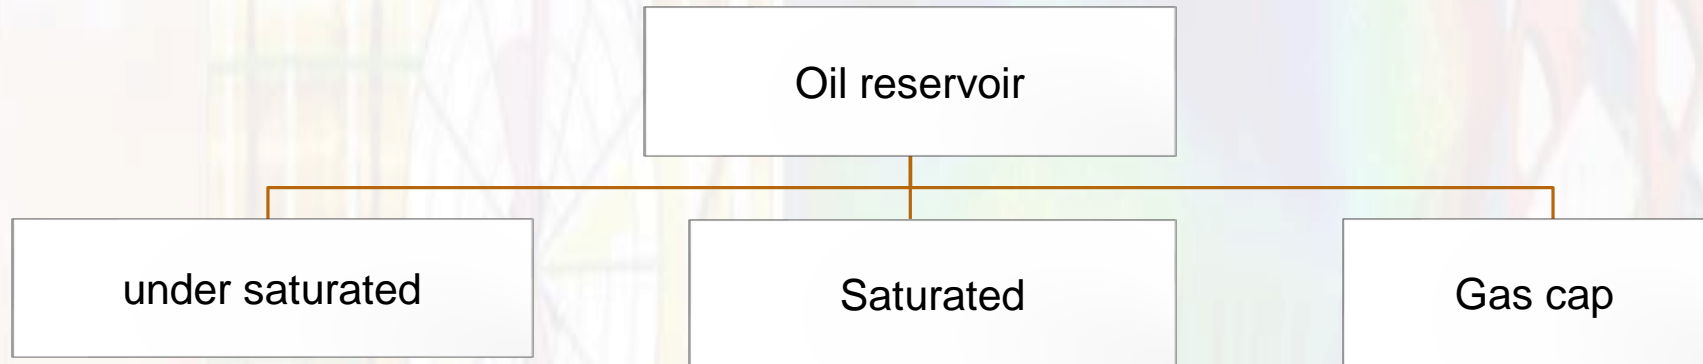 Oil reservoir
under saturated
Saturated
Gas cap